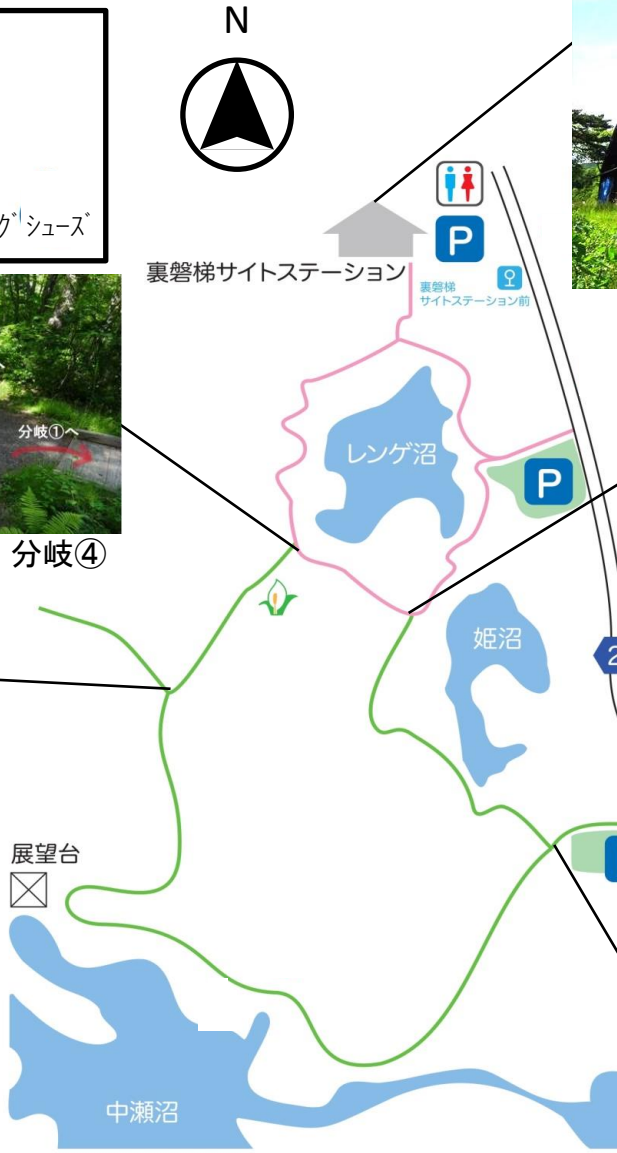 N
グシューズ
裏磐梯サイトステーション
P
裏磐梯
サイトステーション前
分岐①へ
レンゲ沼
P
分岐④
姫沼
2
展望台
中瀬沼